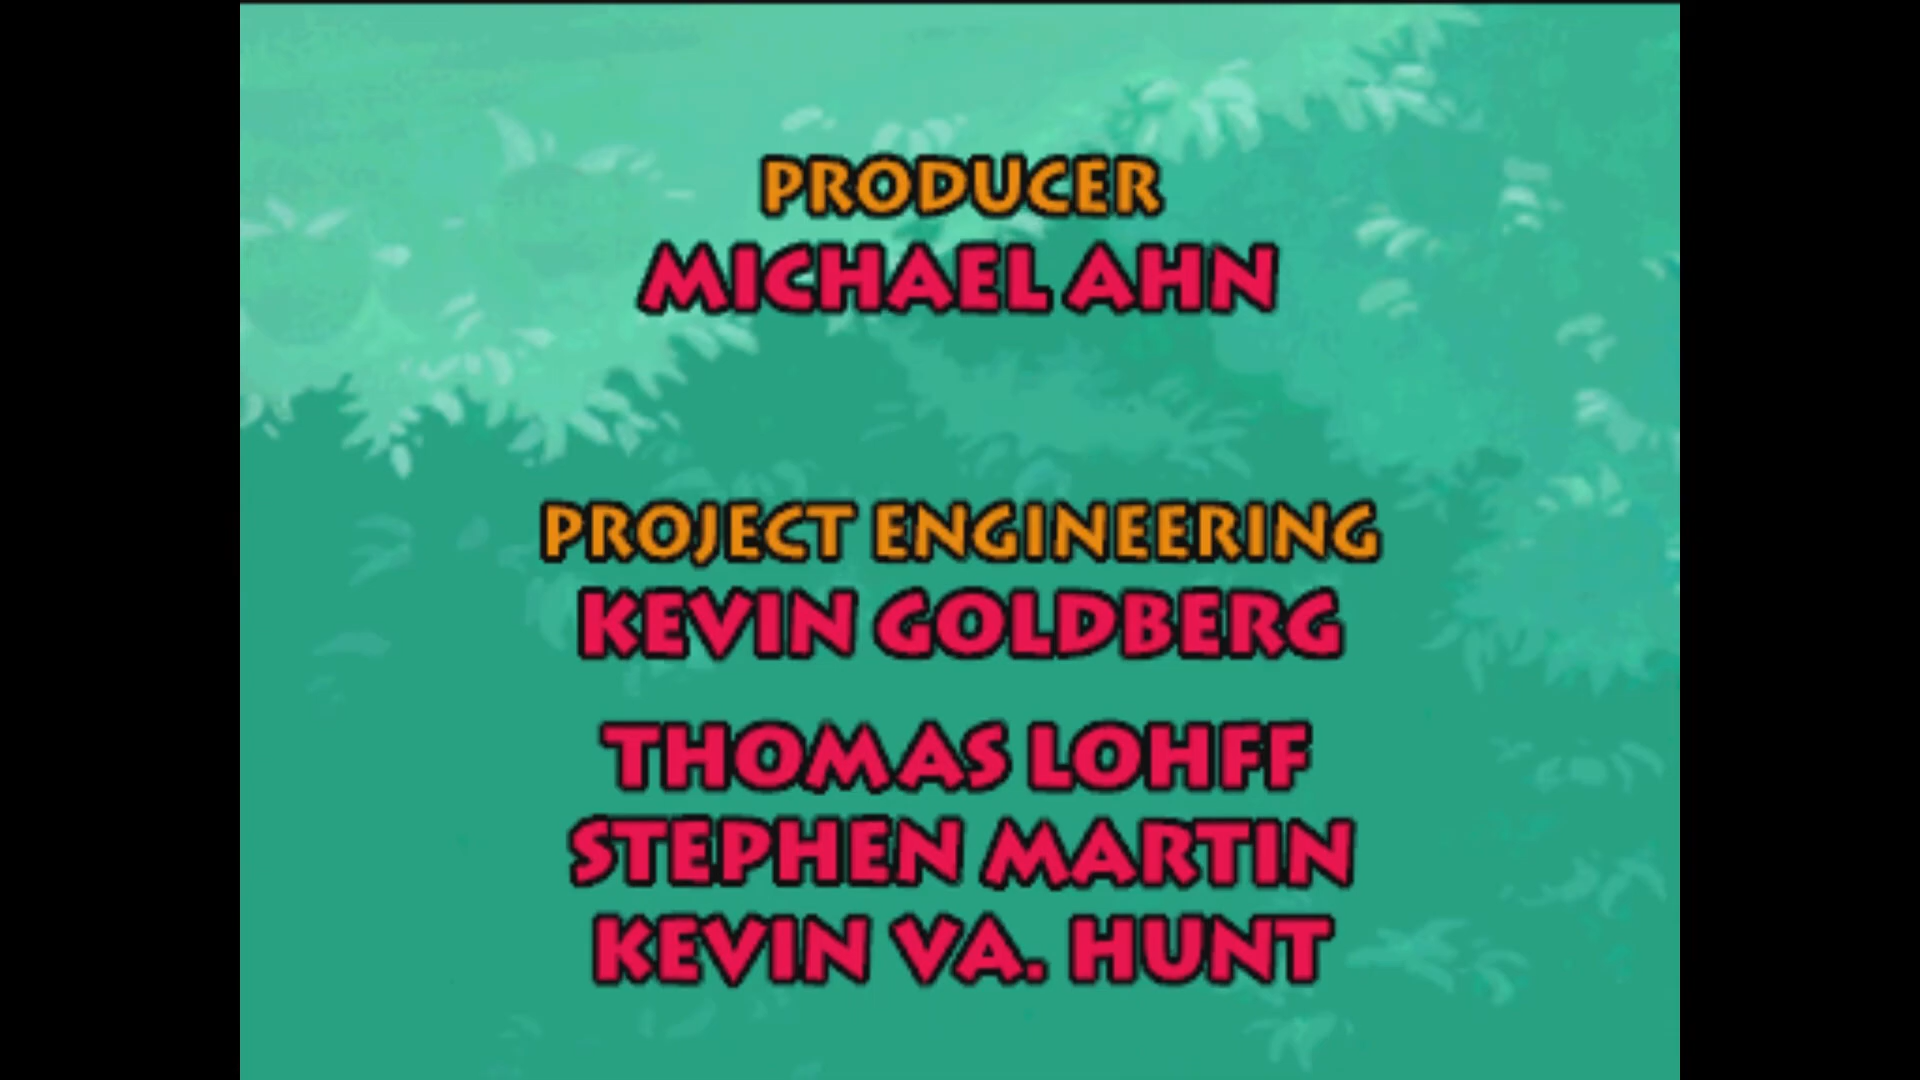 PRODUCER
MICHAEL AHN
PROJECT ENGINEERING
KEVIN GOLDBERG
THOMAS LOHFF
STEPHEN MARTIN
KEVIN VA. HUNT